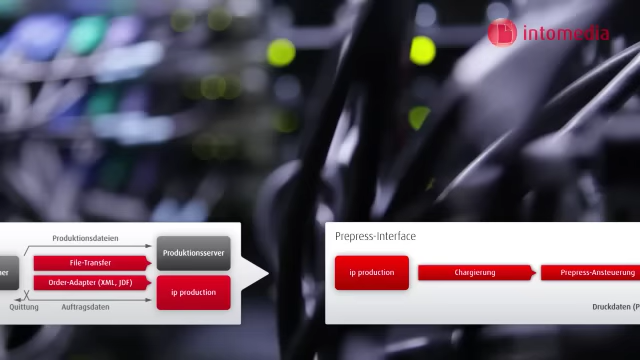 intomedia
Produktionsdateien
Produktionsserver
File-Transfer
Order-Adapter (XML, JDF)
ip production
Quittung
Auftragsdaten
Prepress-Interface
ip production
Chargierung
Prepress-Ansteuerung
Druckdaten (P